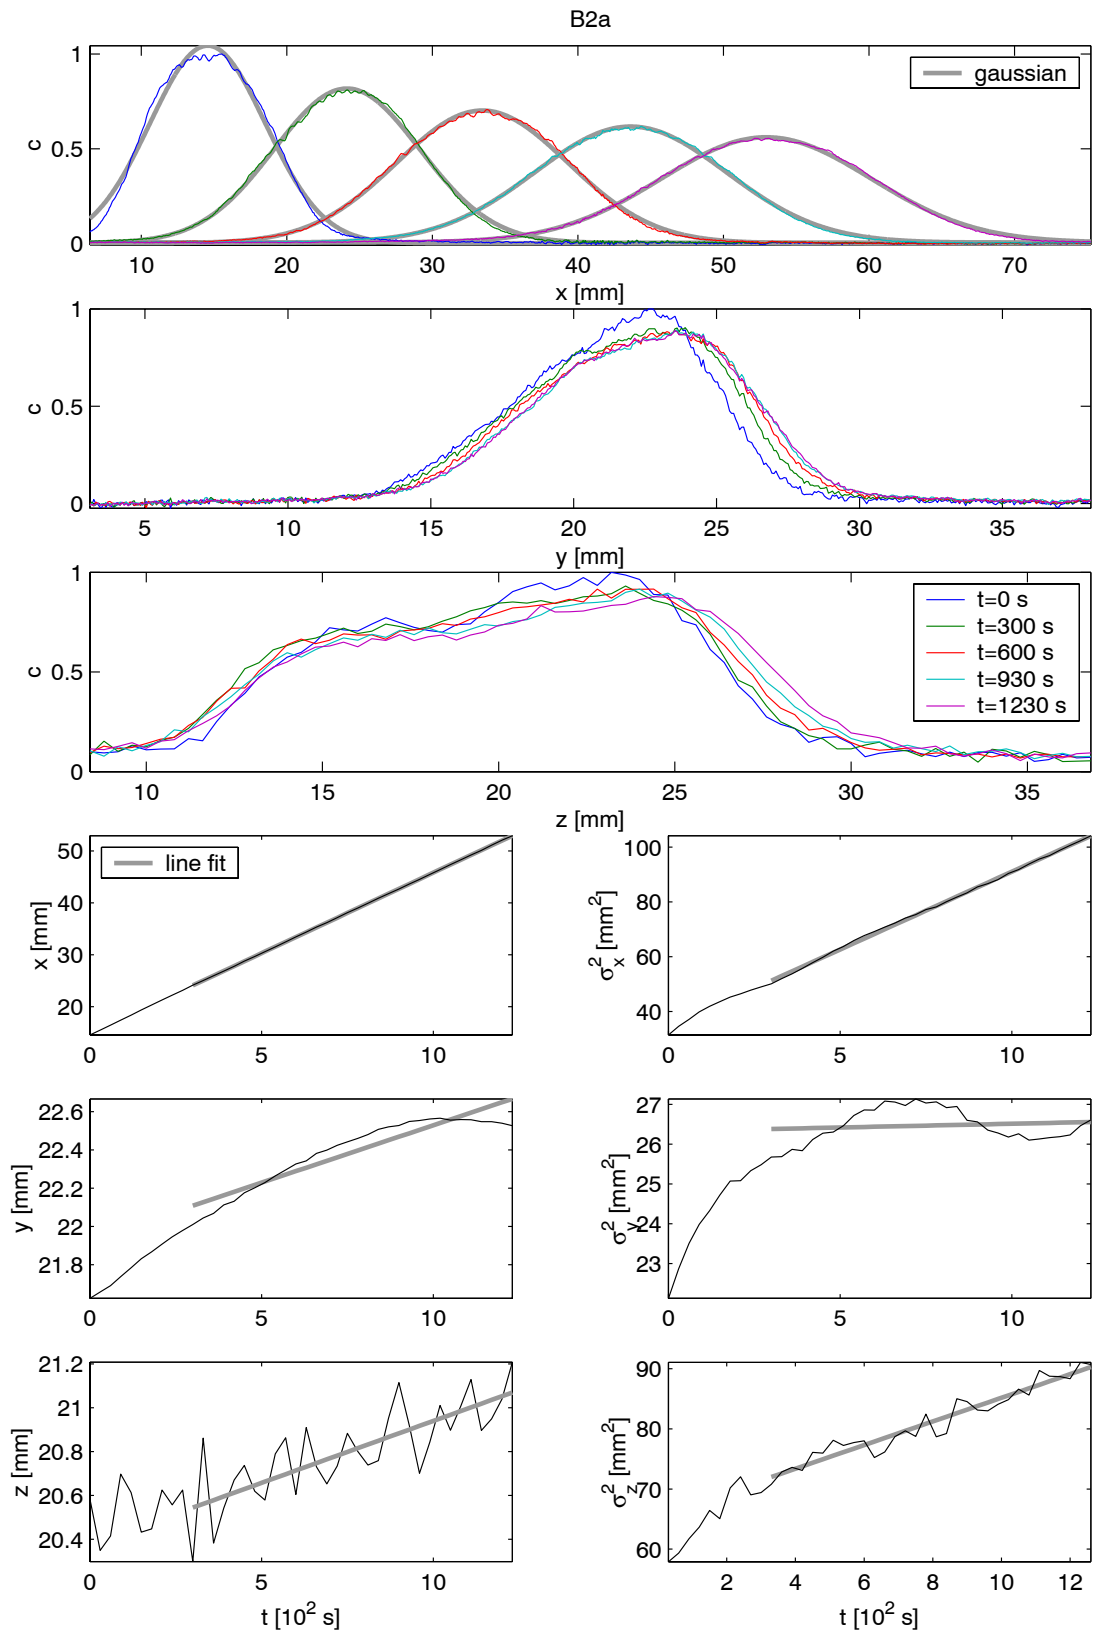 B2a
1
0.5
0
c
gaussian
10 20 30 40 50 60 70
x [mm]
1
0.5
0
c
5 10 15 20 25 30 35
y [mm]
1
0.5
0
c
t=0 s
t=300 s
t=600 s
t=930 s
t=1230 s
10 15 20 25 30 35
z [mm]
50
40
30
20
x [mm]
line fit
0 5 10
100
80
60
40
σx² [mm²]
0 5 10
22.6
22.4
22.2
22
21.8
y [mm]
0 5 10
27
26
25
24
23
σy² [mm²]
0 5 10
21.2
21
20.8
20.6
20.4
z [mm]
0 5 10
t [10² s]
90
80
70
60
σz² [mm²]
2 4 6 8 10 12
t [10² s]